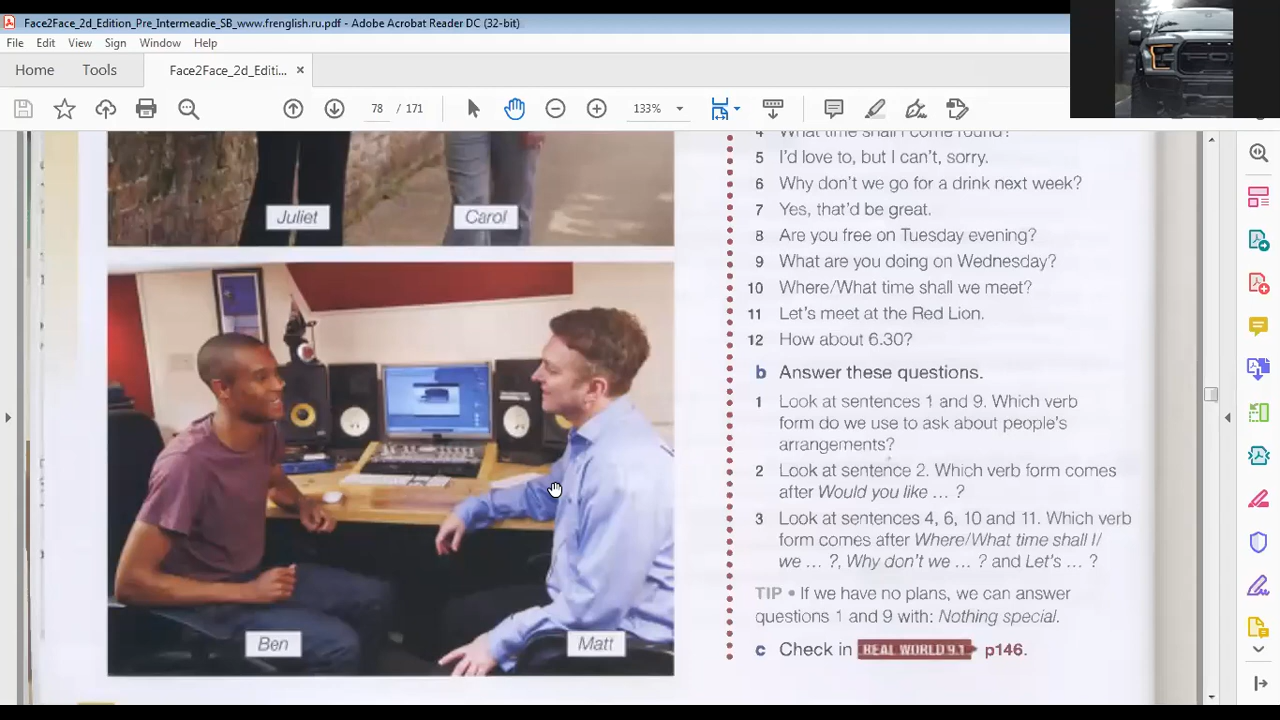 Face2Face_2d_Edition_Pre_Intermeadie_SB_www.frenglish.ru.pdf - Adobe Acrobat Reader DC (32-bit)
File Edit View Sign Window Help
Home Tools Face2Face_2d_Editi... ×
78 / 171 133%
Juliet
Carol
4 What time shall I come round?
5 I'd love to, but I can't, sorry.
6 Why don't we go for a drink next week?
7 Yes, that'd be great.
8 Are you free on Tuesday evening?
9 What are you doing on Wednesday?
10 Where/What time shall we meet?
11 Let's meet at the Red Lion.
12 How about 6.30?
b Answer these questions.
1 Look at sentences 1 and 9. Which verb
form do we use to ask about people's
arrangements?
2 Look at sentence 2. Which verb form comes
after Would you like ... ?
3 Look at sentences 4, 6, 10 and 11. Which verb
form comes after Where/What time shall I/
we ... ?, Why don't we ... ? and Let's ... ?
TIP • If we have no plans, we can answer
questions 1 and 9 with: Nothing special.
c Check in REAL WORLD 9.1 p146.
Ben
Matt